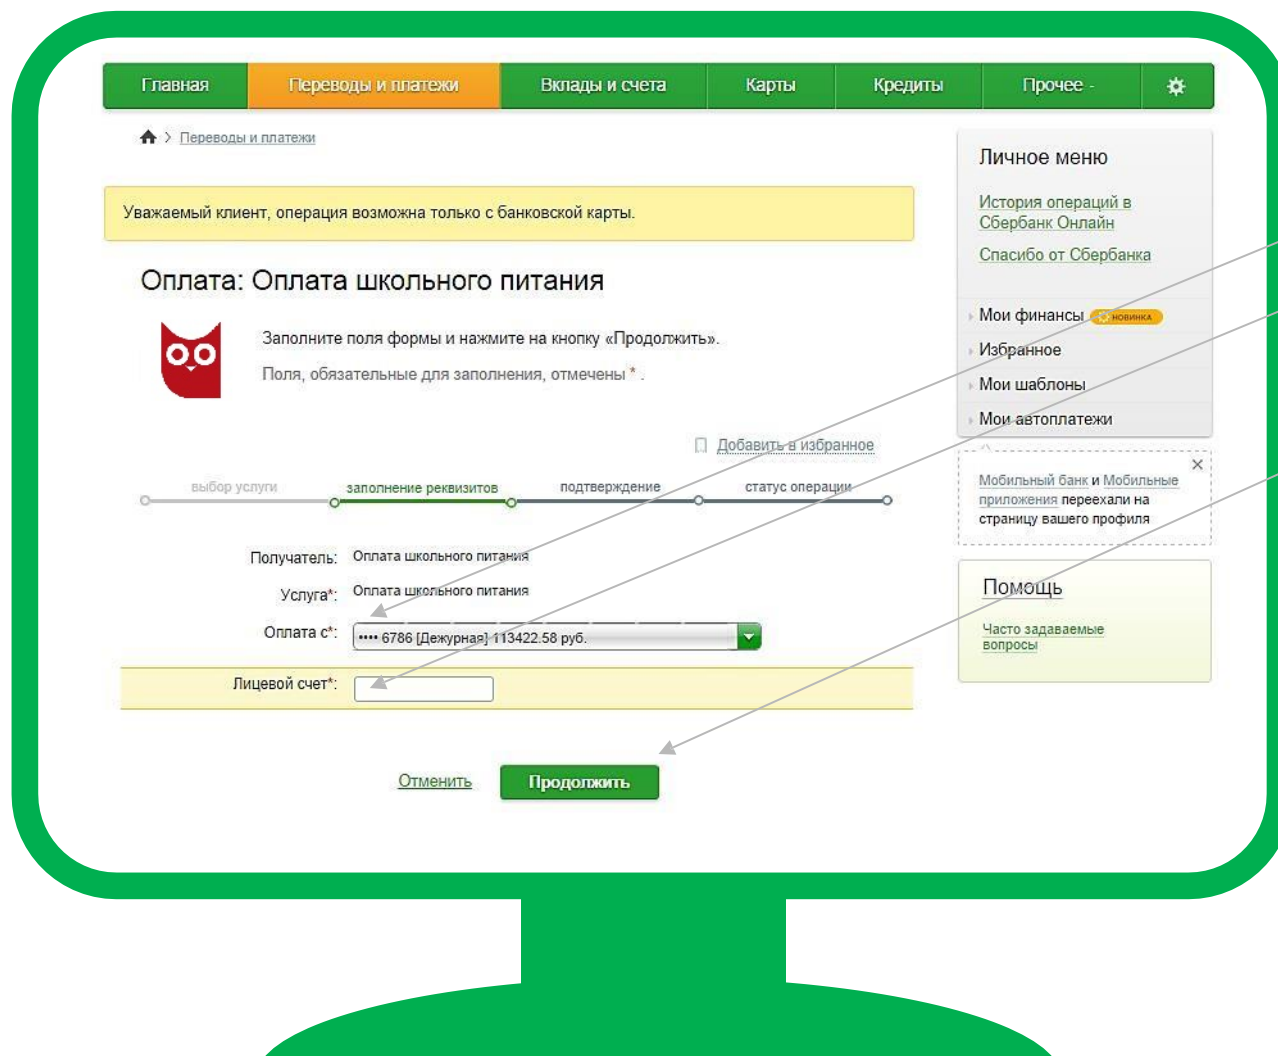 Главная Переводы и платежи Вклады и счета Карты Кредиты Прочее -
Переводы и платежи
Уважаемый клиент, операция возможна только с банковской карты.
Оплата: Оплата школьного питания
Заполните поля формы и нажмите на кнопку «Продолжить».
Поля, обязательные для заполнения, отмечены * .
Добавить в избранное
выбор услуги заполнение реквизитов подтверждение статус операции
Получатель: Оплата школьного питания
Услуга*: Оплата школьного питания
Оплата с*: •••• 6786 [Дежурная] 113422.58 руб.
Лицевой счет*:
Отменить Продолжить
Личное меню
История операций в
Сбербанк Онлайн
Спасибо от Сбербанка
Мои финансы НОВИНКА
Избранное
Мои шаблоны
Мои автоплатежи
Мобильный банк и Мобильные
приложения переехали на
страницу вашего профиля
Помощь
Часто задаваемые
вопросы